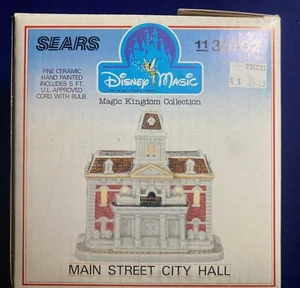 SEARS
FINE CERAMIC
HAND PAINTED
INCLUDES 5 FT.
U.L. APPROVED
CORD WITH BULB
DISNEY MAGIC
Magic Kingdom Collection
MAIN STREET CITY HALL